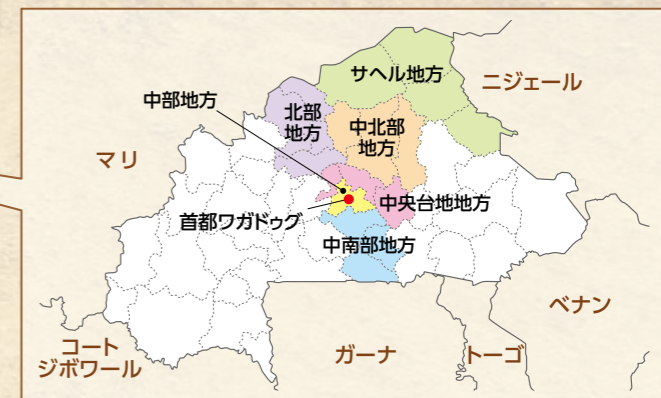 サヘル地方
ニジェール
中部地方
北部
地方
中北部
地方
マリ
中央台地地方
首都ワガドゥグ
中南部地方
ベナン
コート
ジボワール
ガーナ
トーゴ